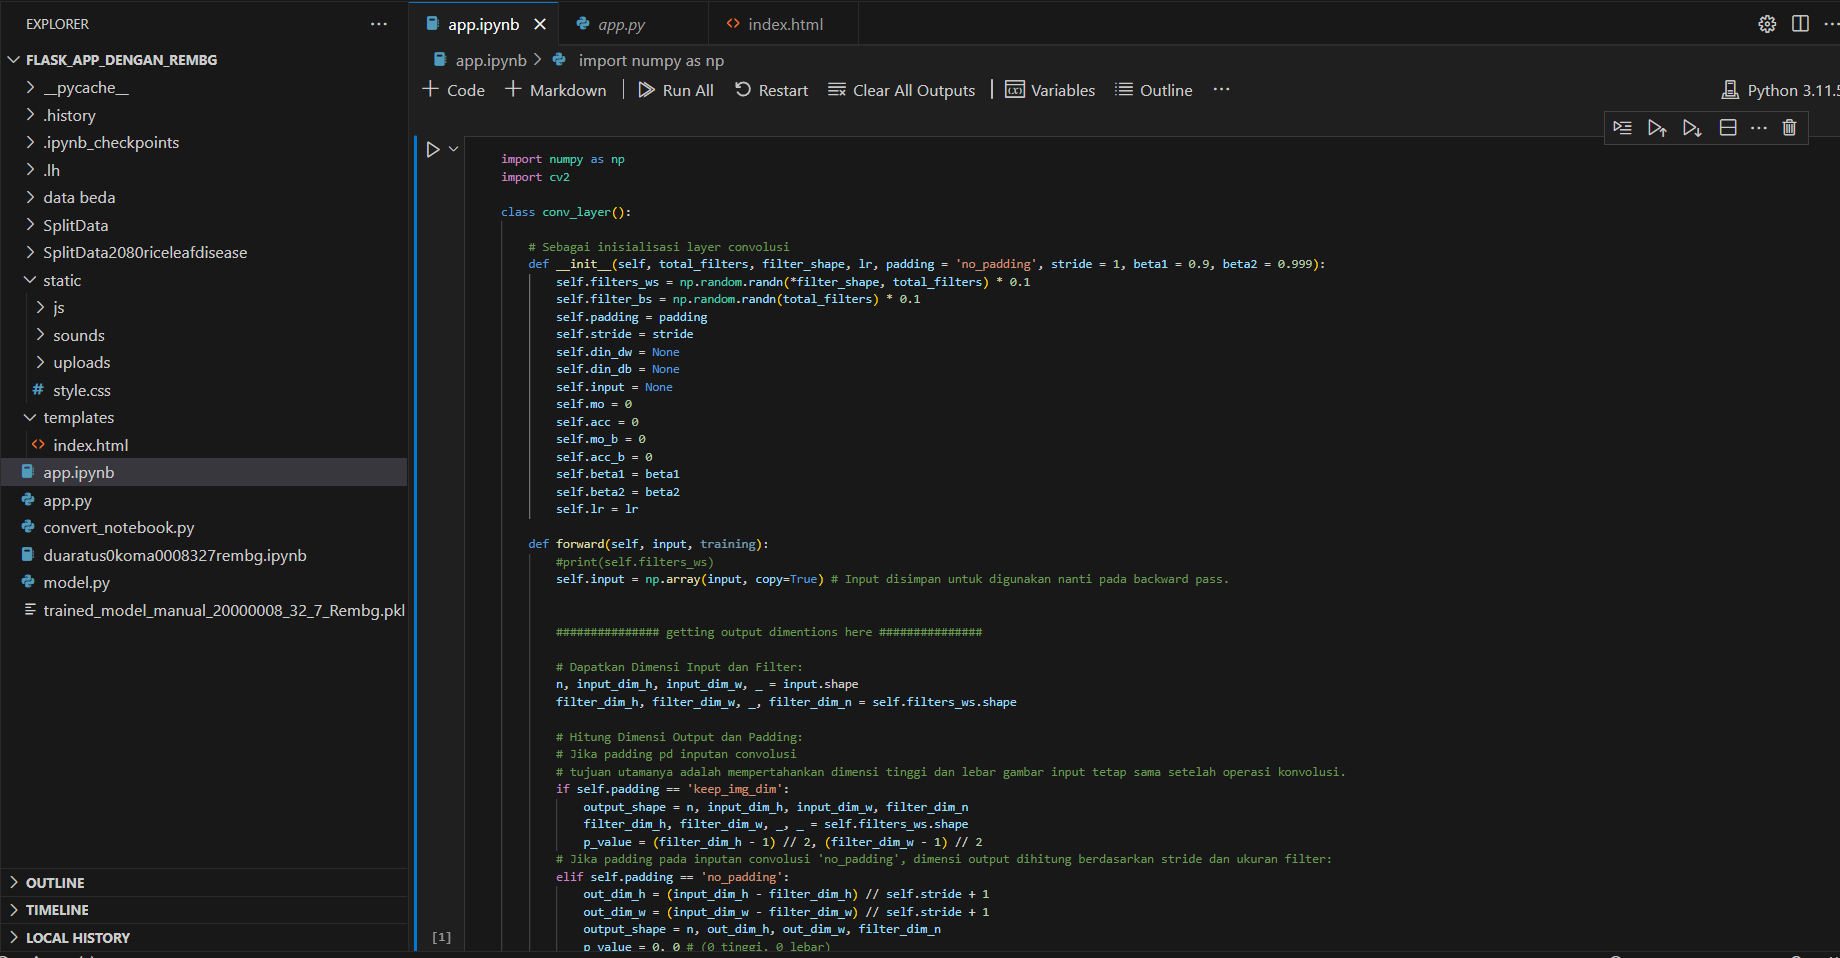 EXPLORER
FLASK_APP_DENGAN_REMBG
__pycache__
.history
.ipynb_checkpoints
.lh
data beda
SplitData
SplitData2080riceleafdisease
static
js
sounds
uploads
style.css
templates
index.html
app.ipynb
app.py
convert_notebook.py
duaratus0koma0008327rembg.ipynb
model.py
trained_model_manual_20000008_32_7_Rembg.pkl
OUTLINE
TIMELINE
LOCAL HISTORY
app.ipynb app.py index.html
app.ipynb > import numpy as np
+ Code + Markdown | Run All Restart Clear All Outputs | Variables Outline ...
Python 3.11.5
import numpy as np
import cv2
class conv_layer():
# Sebagai inisialisasi layer convolusi
def __init__(self, total_filters, filter_shape, lr, padding = 'no_padding', stride = 1, beta1 = 0.9, beta2 = 0.999):
self.filters_ws = np.random.randn(*filter_shape, total_filters) * 0.1
self.filter_bs = np.random.randn(total_filters) * 0.1
self.padding = padding
self.stride = stride
self.din_dw = None
self.din_db = None
self.input = None
self.mo = 0
self.acc = 0
self.mo_b = 0
self.acc_b = 0
self.beta1 = beta1
self.beta2 = beta2
self.lr = lr
def forward(self, input, training):
#print(self.filters_ws)
self.input = np.array(input, copy=True) # Input disimpan untuk digunakan nanti pada backward pass.
############### getting output dimentions here ###############
# Dapatkan Dimensi Input dan Filter:
n, input_dim_h, input_dim_w, _ = input.shape
filter_dim_h, filter_dim_w, _, filter_dim_n = self.filters_ws.shape
# Hitung Dimensi Output dan Padding:
# Jika padding pd inputan convolusi
# tujuan utamanya adalah mempertahankan dimensi tinggi dan lebar gambar input tetap sama setelah operasi konvolusi.
if self.padding == 'keep_img_dim':
output_shape = n, input_dim_h, input_dim_w, filter_dim_n
filter_dim_h, filter_dim_w, _, _ = self.filters_ws.shape
p_value = (filter_dim_h - 1) // 2, (filter_dim_w - 1) // 2
# Jika padding pada inputan convolusi 'no_padding', dimensi output dihitung berdasarkan stride dan ukuran filter:
elif self.padding == 'no_padding':
out_dim_h = (input_dim_h - filter_dim_h) // self.stride + 1
out_dim_w = (input_dim_w - filter_dim_w) // self.stride + 1
output_shape = n, out_dim_h, out_dim_w, filter_dim_n
p_value = 0, 0 # (0 tinggi, 0 lebar)
[1]